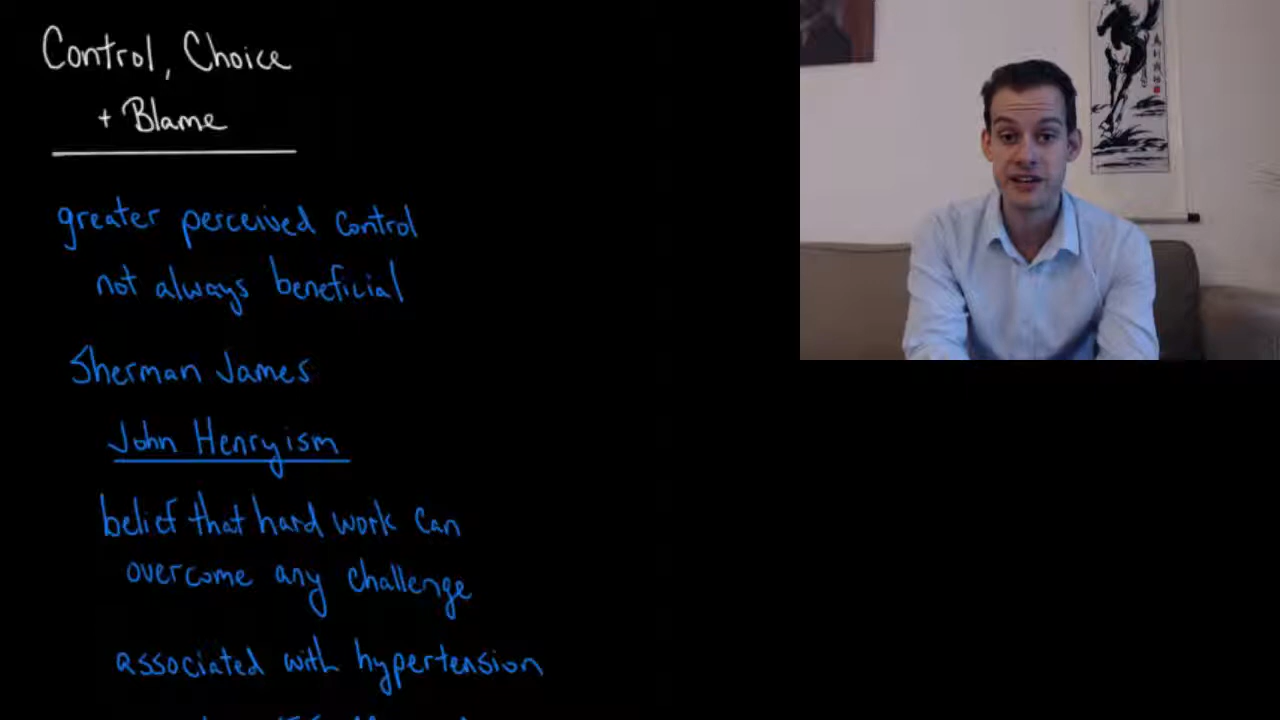 Control, Choice
+ Blame
greater perceived control
not always beneficial
Sherman James
John Henryism
belief that hard work can
overcome any challenge
associated with hypertension